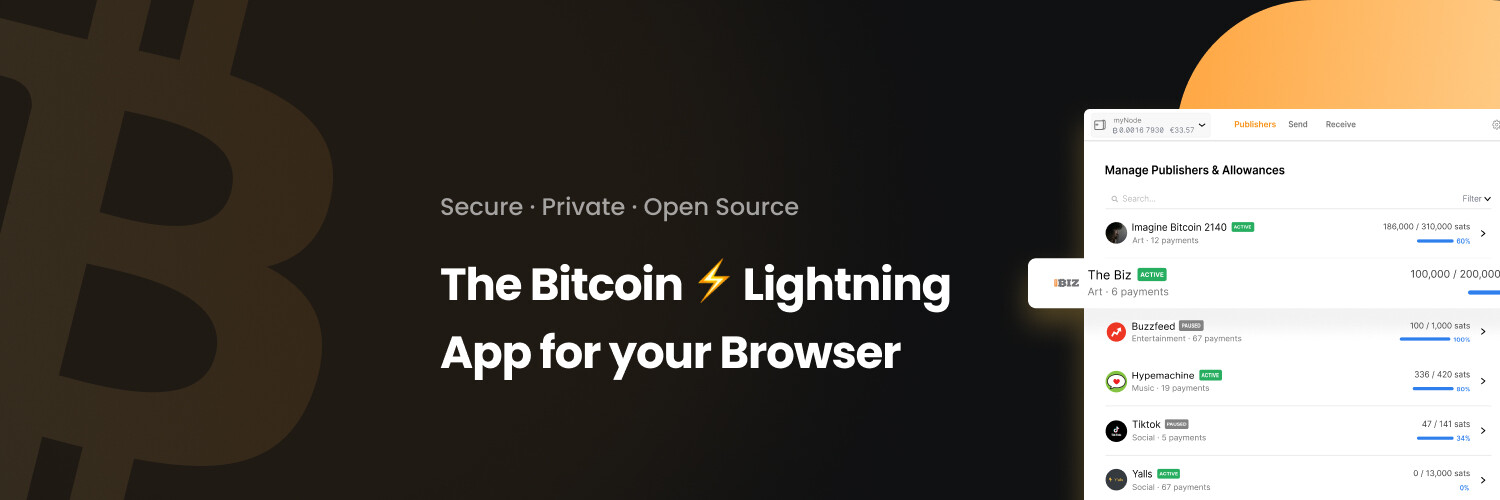 Secure · Private · Open Source
The Bitcoin ⚡ Lightning
App for your Browser
myNode
₿ 0.0016 7930 €33.57
Publishers Send Receive
Manage Publishers & Allowances
Search...
Filter
Imagine Bitcoin 2140 ACTIVE
186,000 / 310,000 sats
Art · 12 payments
60%
BIZ
The Biz ACTIVE
100,000 / 200,000
Art · 6 payments
Buzzfeed PAUSED
100 / 1,000 sats
Entertainment · 67 payments
100%
Hypemachine ACTIVE
336 / 420 sats
Music · 19 payments
80%
Tiktok PAUSED
47 / 141 sats
Social · 5 payments
34%
Yalls ACTIVE
0 / 13,000 sats
Social · 67 payments
0%